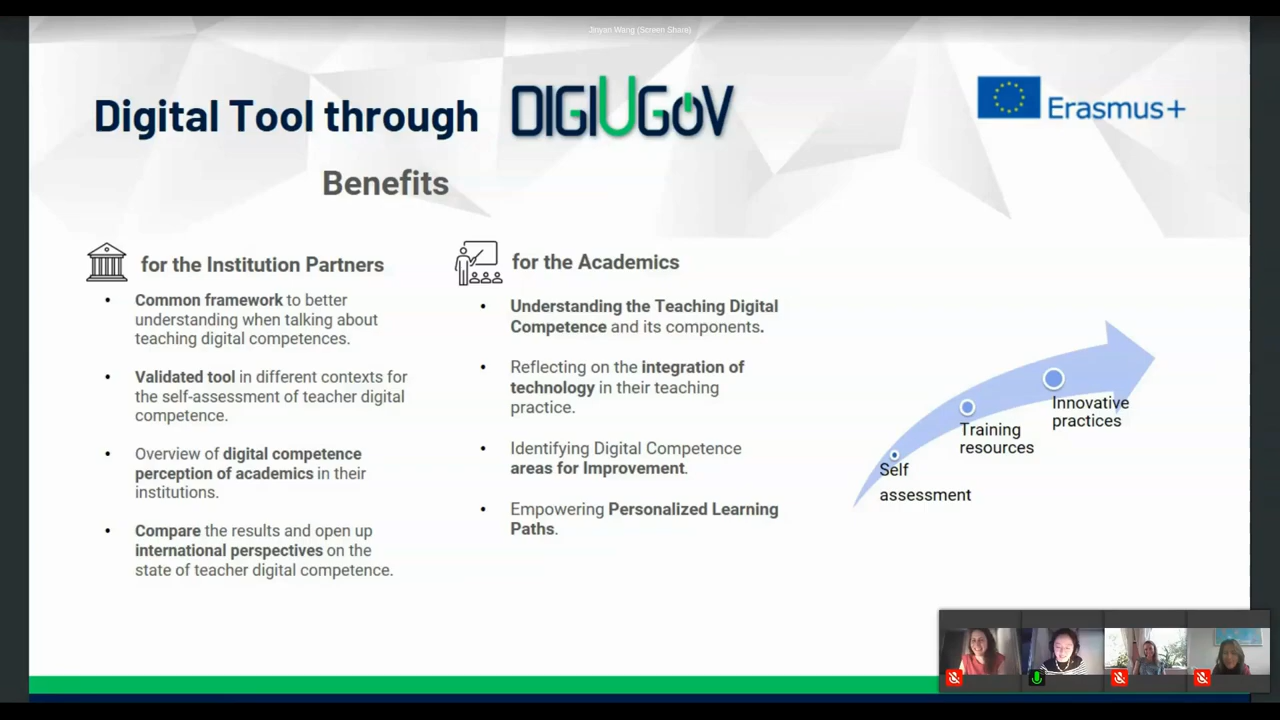 Jinyan Wang (Screen Share)
Digital Tool through
DIGIUGOV
Erasmus+
Benefits
for the Institution Partners
• Common framework to better
understanding when talking about
teaching digital competences.
• Validated tool in different contexts for
the self-assessment of teacher digital
competence.
• Overview of digital competence
perception of academics in their
institutions.
• Compare the results and open up
international perspectives on the
state of teacher digital competence.
for the Academics
• Understanding the Teaching Digital
Competence and its components.
• Reflecting on the integration of
technology in their teaching
practice.
• Identifying Digital Competence
areas for Improvement.
• Empowering Personalized Learning
Paths.
Self
assessment
Training
resources
Innovative
practices